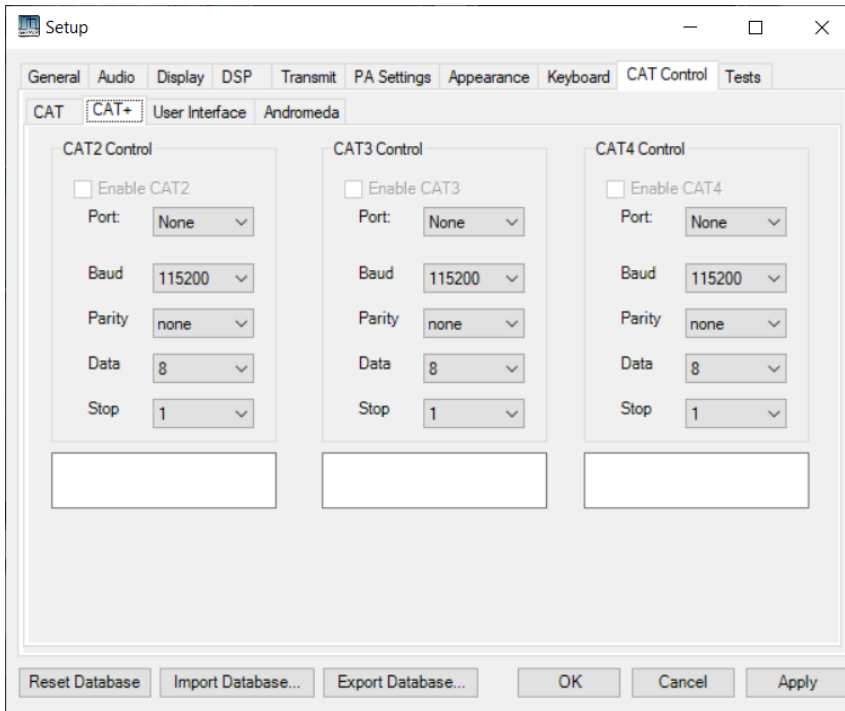 Setup
General Audio Display DSP Transmit PA Settings Appearance Keyboard CAT Control Tests
CAT CAT+ User Interface Andromeda
CAT2 Control CAT3 Control CAT4 Control
Enable CAT2 Enable CAT3 Enable CAT4
Port: None Port: None Port: None
Baud 115200 Baud 115200 Baud 115200
Parity none Parity none Parity none
Data 8 Data 8 Data 8
Stop 1 Stop 1 Stop 1
Reset Database Import Database... Export Database... OK Cancel Apply